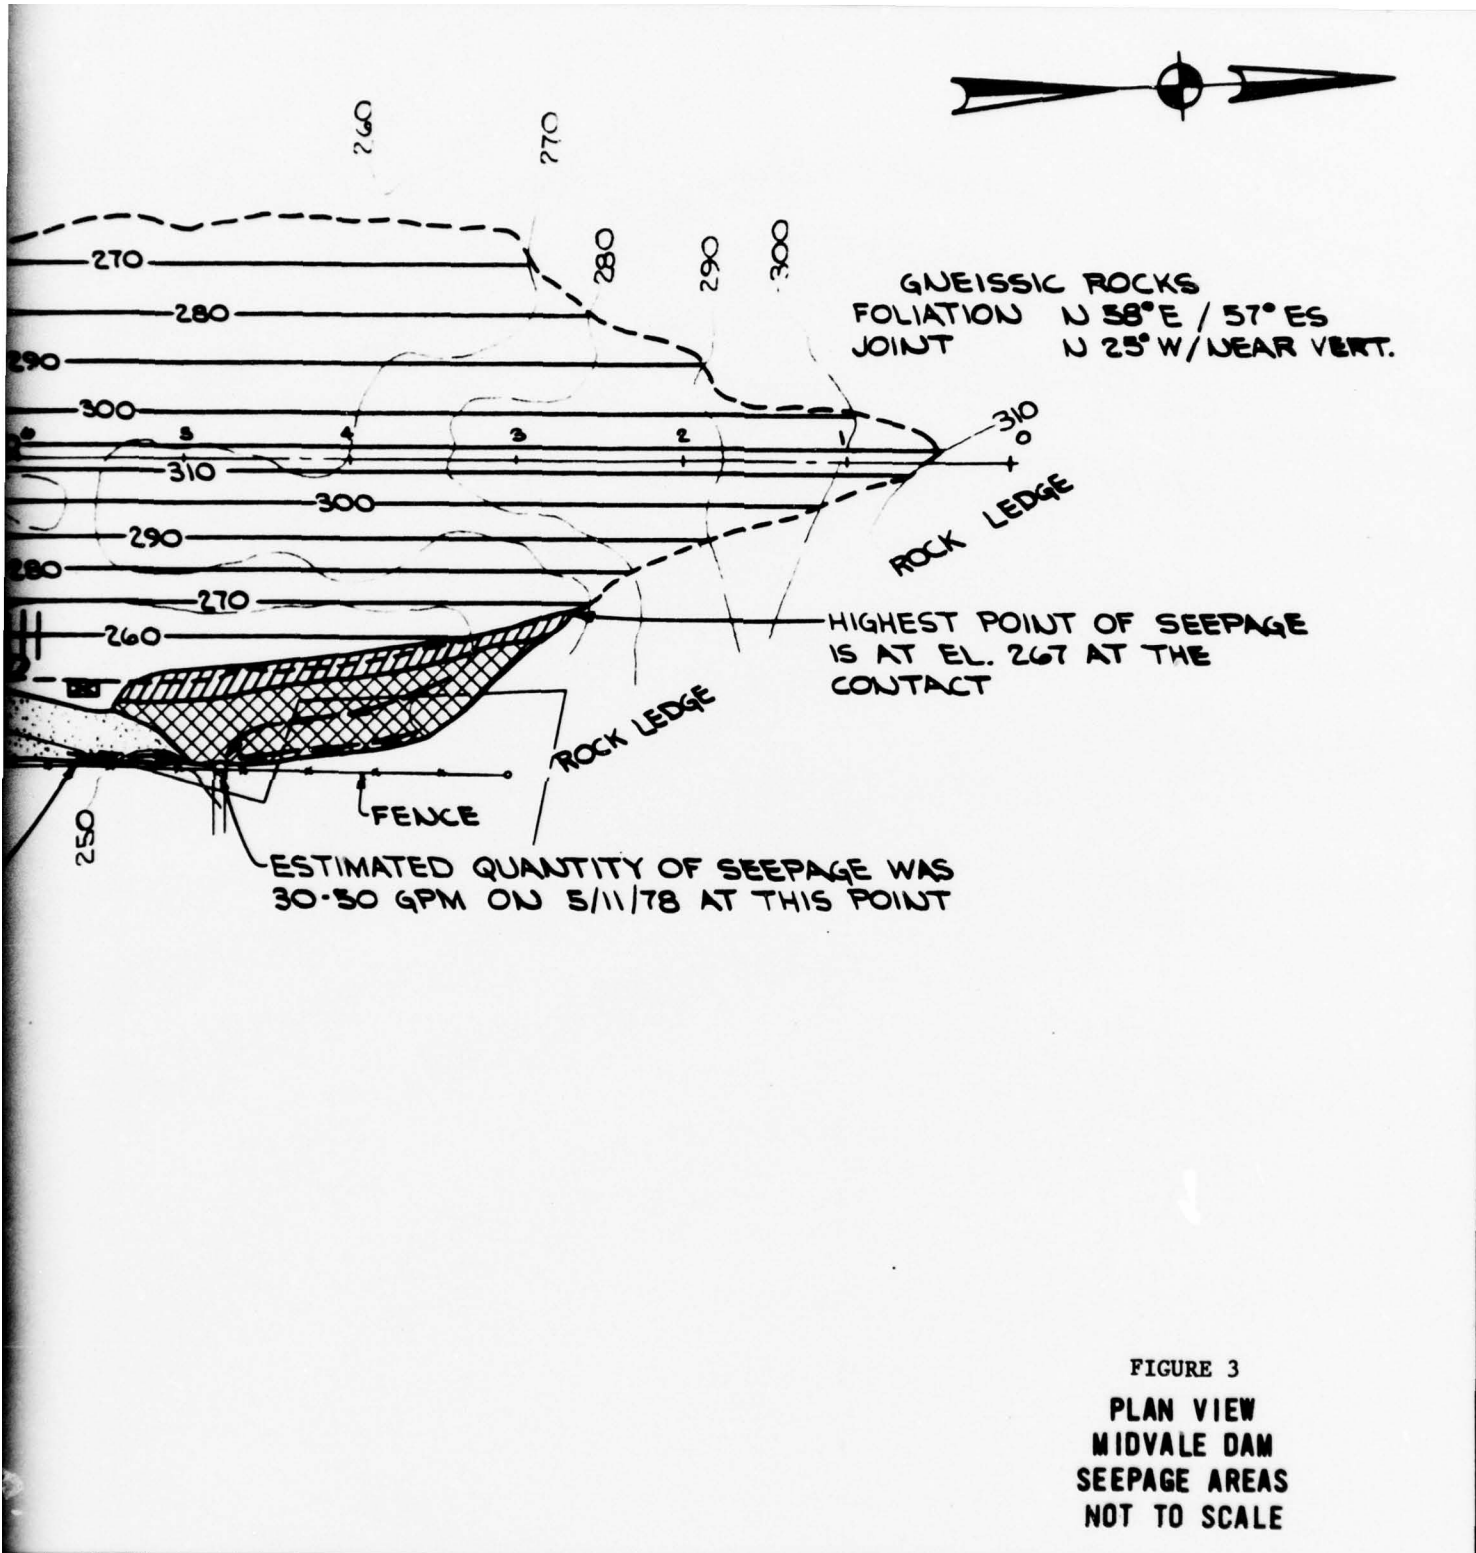 260
270
280
290
300
270
280
290
300
GNEISSIC ROCKS
FOLIATION N 58° E / 57° ES
JOINT N 25° W / NEAR VERT.
310
0
6
5
4
3
2
1
310
300
290
280
270
260
ROCK LEDGE
HIGHEST POINT OF SEEPAGE
IS AT EL. 267 AT THE
CONTACT
ROCK LEDGE
250
FENCE
ESTIMATED QUANTITY OF SEEPAGE WAS
30-50 GPM ON 5/11/78 AT THIS POINT
FIGURE 3
PLAN VIEW
MIDVALE DAM
SEEPAGE AREAS
NOT TO SCALE